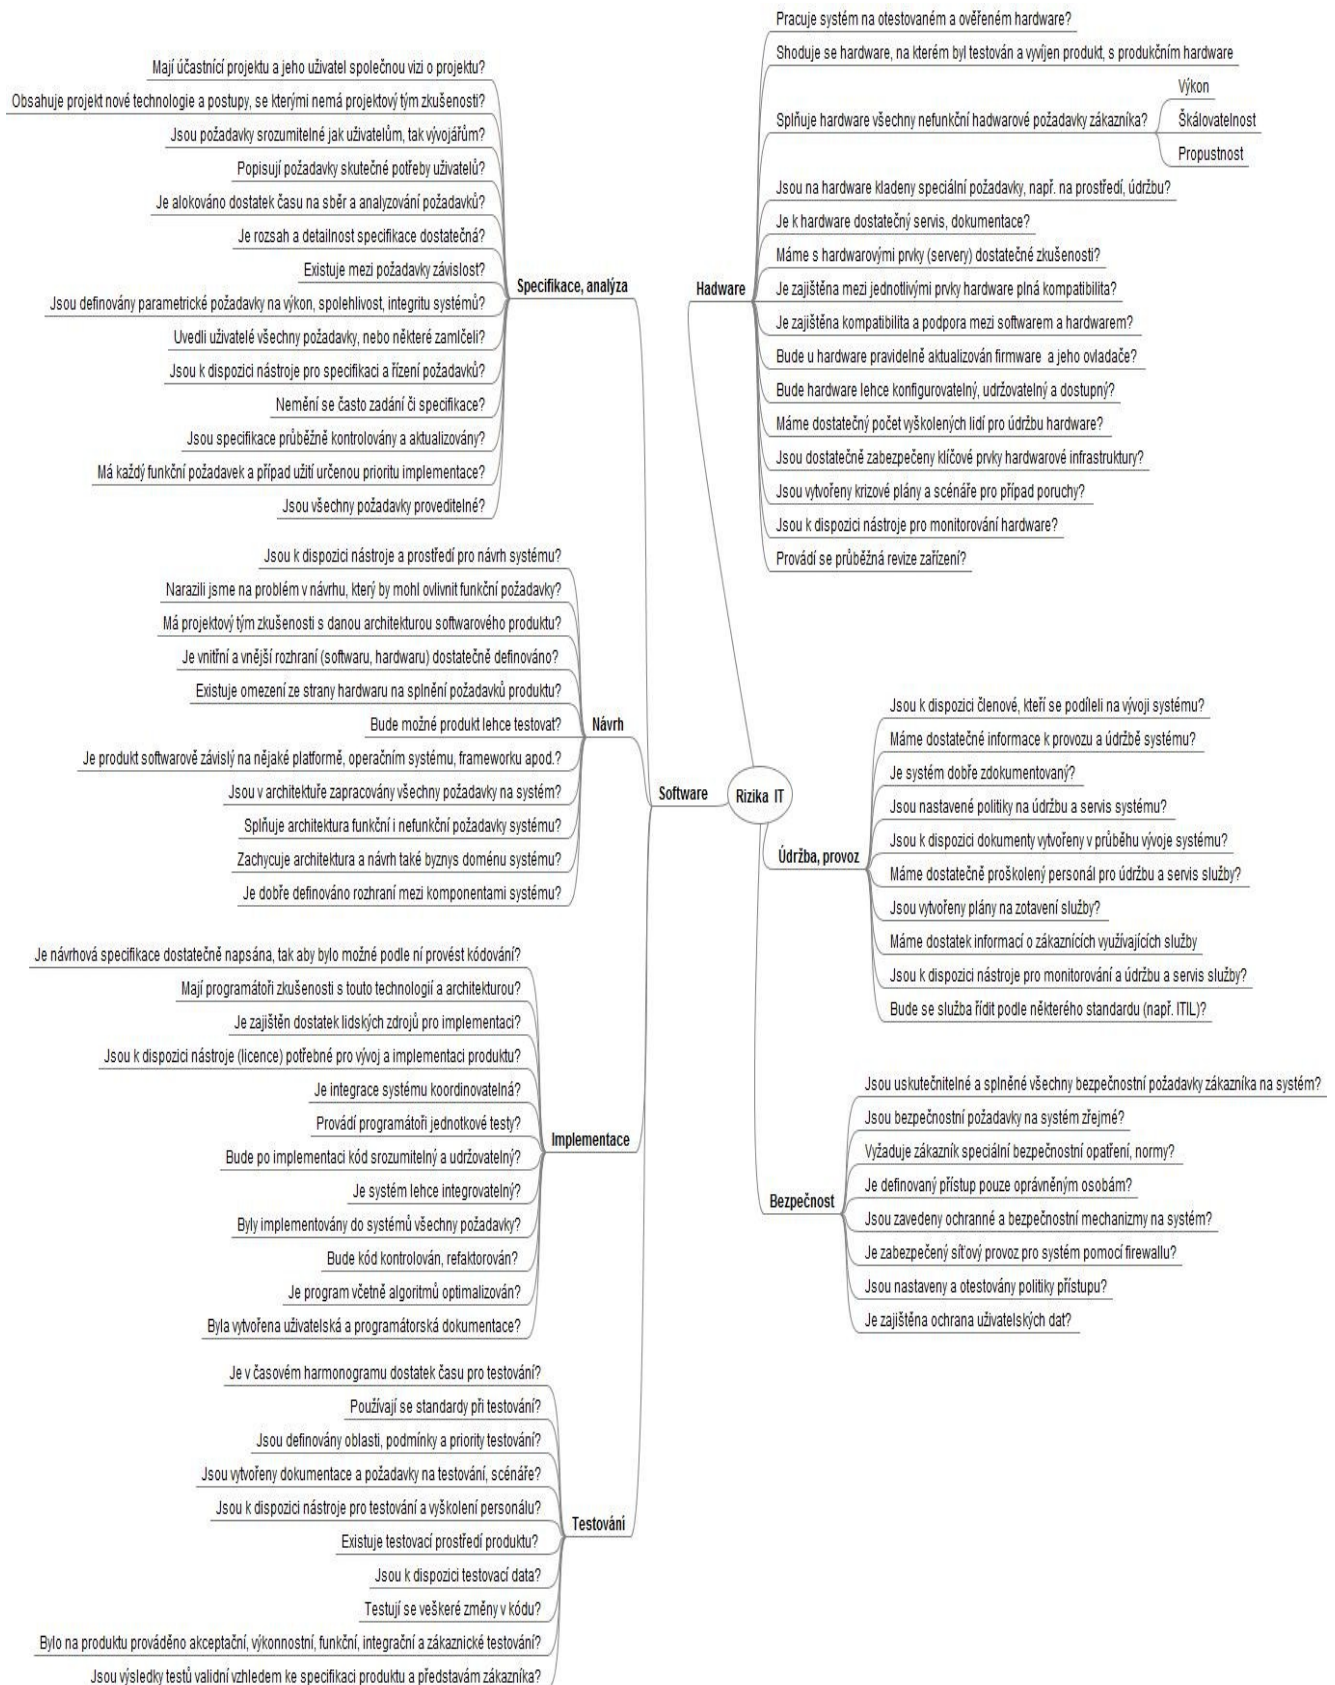 Mají účastnící projektu a jeho uživatel společnou vizi o projektu?
Obsahuje projekt nové technologie a postupy, se kterými nemá projektový tým zkušenosti?
Jsou požadavky srozumitelné jak uživatelům, tak vývojářům?
Popisují požadavky skutečné potřeby uživatelů?
Je alokováno dostatek času na sběr a analyzování požadavků?
Je rozsah a detailnost specifikace dostatečná?
Existuje mezi požadavky závislost?
Jsou definovány parametrické požadavky na výkon, spolehlivost, integritu systémů?
Uvedli uživatelé všechny požadavky, nebo některé zamlčeli?
Jsou k dispozici nástroje pro specifikaci a řízení požadavků?
Nemění se často zadání či specifikace?
Jsou specifikace průběžně kontrolovány a aktualizovány?
Má každý funkční požadavek a případ užití určenou prioritu implementace?
Jsou všechny požadavky proveditelné?
Specifikace, analýza
Jsou k dispozici nástroje a prostředí pro návrh systému?
Narazili jsme na problém v návrhu, který by mohl ovlivnit funkční požadavky?
Má projektový tým zkušenosti s danou architekturou softwarového produktu?
Je vnitřní a vnější rozhraní (softwaru, hardwaru) dostatečně definováno?
Existuje omezení ze strany hardwaru na splnění požadavků produktu?
Bude možné produkt lehce testovat?
Je produkt softwarově závislý na nějaké platformě, operačním systému, frameworku apod.?
Jsou v architektuře zapracovány všechny požadavky na systém?
Splňuje architektura funkční i nefunkční požadavky systému?
Zachycuje architektura a návrh také byznys doménu systému?
Je dobře definováno rozhraní mezi komponentami systému?
Návrh
Je návrhová specifikace dostatečně napsána, tak aby bylo možné podle ní provést kódování?
Mají programátoři zkušenosti s touto technologií a architekturou?
Je zajištěn dostatek lidských zdrojů pro implementaci?
Jsou k dispozici nástroje (licence) potřebné pro vývoj a implementaci produktu?
Je integrace systému koordinovatelná?
Provádí programátoři jednotkové testy?
Bude po implementaci kód srozumitelný a udržovatelný?
Je systém lehce integrovatelný?
Byly implementovány do systémů všechny požadavky?
Bude kód kontrolován, refaktorován?
Je program včetně algoritmů optimalizován?
Byla vytvořena uživatelská a programátorská dokumentace?
Implementace
Je v časovém harmonogramu dostatek času pro testování?
Používají se standardy při testování?
Jsou definovány oblasti, podmínky a priority testování?
Jsou vytvořeny dokumentace a požadavky na testování, scénáře?
Jsou k dispozici nástroje pro testování a vyškolení personálu?
Existuje testovací prostředí produktu?
Jsou k dispozici testovací data?
Testují se veškeré změny v kódu?
Bylo na produktu prováděno akceptační, výkonnostní, funkční, integrační a zákaznické testování?
Jsou výsledky testů validní vzhledem ke specifikaci produktu a představám zákazníka?
Testování
Software
Rizika IT
Hadware
Pracuje systém na otestovaném a ověřeném hardware?
Shoduje se hardware, na kterém byl testován a vyvíjen produkt, s produkčním hardware
Splňuje hardware všechny nefunkční hadwarové požadavky zákazníka?
Výkon
Škálovatelnost
Propustnost
Jsou na hardware kladeny speciální požadavky, např. na prostředí, údržbu?
Je k hardware dostatečný servis, dokumentace?
Máme s hardwarovými prvky (servery) dostatečné zkušenosti?
Je zajištěna mezi jednotlivými prvky hardware plná kompatibilita?
Je zajištěna kompatibilita a podpora mezi softwarem a hardwarem?
Bude u hardware pravidelně aktualizován firmware a jeho ovladače?
Bude hardware lehce konfigurovatelný, udržovatelný a dostupný?
Máme dostatečný počet vyškolených lidí pro údržbu hardware?
Jsou dostatečně zabezpečeny klíčové prvky hardwarové infrastruktury?
Jsou vytvořeny krizové plány a scénáře pro případ poruchy?
Jsou k dispozici nástroje pro monitorování hardware?
Provádí se průběžná revize zařízení?
Údržba, provoz
Jsou k dispozici členové, kteří se podíleli na vývoji systému?
Máme dostatečné informace k provozu a údržbě systému?
Je systém dobře zdokumentovaný?
Jsou nastavené politiky na údržbu a servis systému?
Jsou k dispozici dokumenty vytvořeny v průběhu vývoje systému?
Máme dostatečně proškolený personál pro údržbu a servis služby?
Jsou vytvořeny plány na zotavení služby?
Máme dostatek informací o zákaznících využívajících služby
Jsou k dispozici nástroje pro monitorování a údržbu a servis služby?
Bude se služba řídit podle některého standardu (např. ITIL)?
Bezpečnost
Jsou uskutečnitelné a splněné všechny bezpečnostní požadavky zákazníka na systém?
Jsou bezpečnostní požadavky na systém zřejmé?
Vyžaduje zákazník speciální bezpečnostní opatření, normy?
Je definovaný přístup pouze oprávněným osobám?
Jsou zavedeny ochranné a bezpečnostní mechanizmy na systém?
Je zabezpečený síťový provoz pro systém pomocí firewallu?
Jsou nastaveny a otestovány politiky přístupu?
Je zajištěna ochrana uživatelských dat?